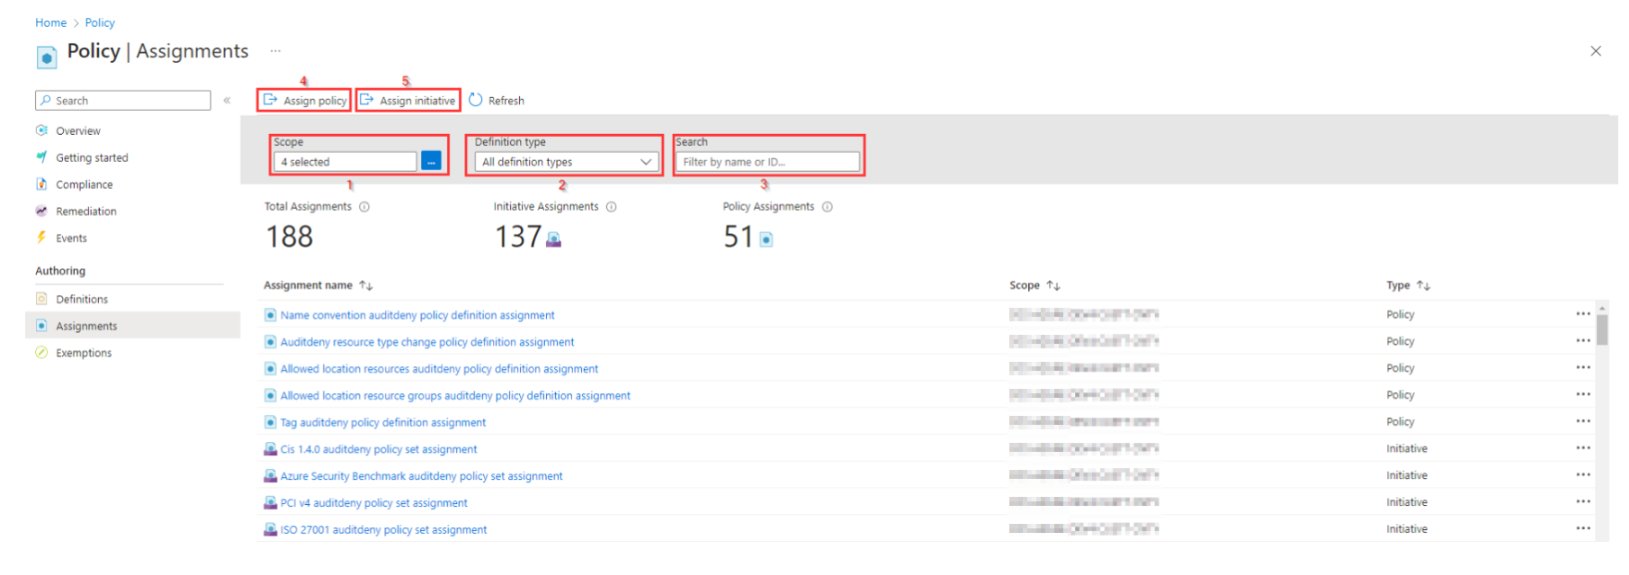 Home > Policy
Policy | Assignments ...
4 5
Search «
Assign policy Assign initiative Refresh
Overview
Getting started
Compliance
Remediation
Events
Authoring
Definitions
Assignments
Exemptions
Scope Definition type Search
4 selected ... All definition types Filter by name or ID...
1 2 3
Total Assignments Initiative Assignments Policy Assignments
188 137 51
Assignment name ↑↓ Scope ↑↓ Type ↑↓
Name convention auditdeny policy definition assignment Policy ...
Auditdeny resource type change policy definition assignment Policy ...
Allowed location resources auditdeny policy definition assignment Policy ...
Allowed location resource groups auditdeny policy definition assignment Policy ...
Tag auditdeny policy definition assignment Policy ...
Cis 1.4.0 auditdeny policy set assignment Initiative ...
Azure Security Benchmark auditdeny policy set assignment Initiative ...
PCI v4 auditdeny policy set assignment Initiative ...
ISO 27001 auditdeny policy set assignment Initiative ...